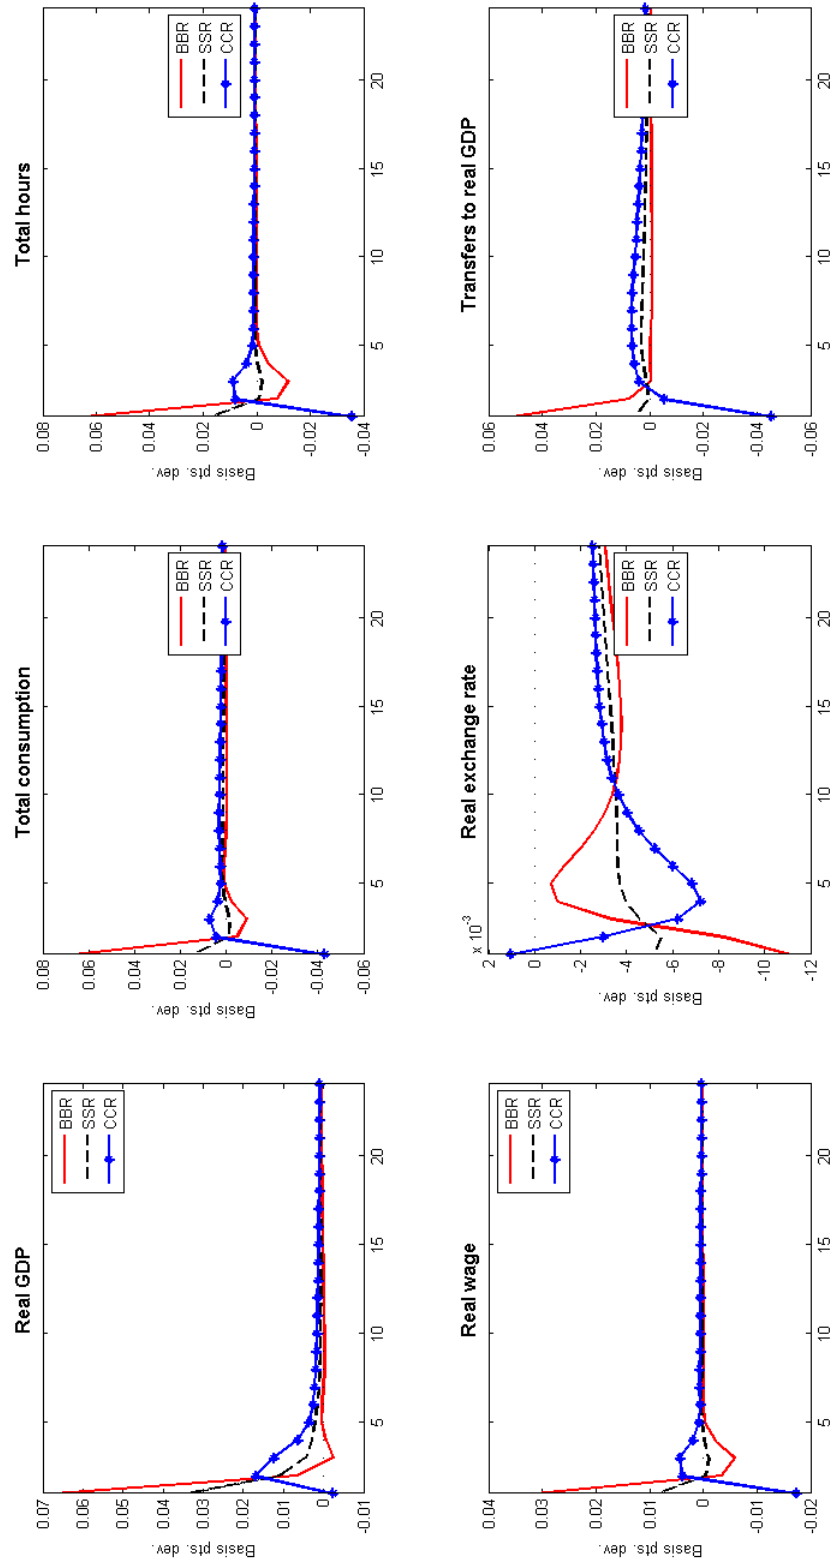 Real GDP
0.07
0.06
0.05
0.04
0.03
0.02
0.01
0
-0.01
Basis pts. dev.
5
10
15
20
BBR
SSR
CCR
Total consumption
0.08
0.06
0.04
0.02
0
-0.02
-0.04
-0.06
Basis pts. dev.
5
10
15
20
BBR
SSR
CCR
Total hours
0.08
0.06
0.04
0.02
0
-0.02
-0.04
Basis pts. dev.
5
10
15
20
BBR
SSR
CCR
Real wage
0.04
0.03
0.02
0.01
0
-0.01
-0.02
Basis pts. dev.
5
10
15
20
BBR
SSR
CCR
Real exchange rate
x 10-3
2
0
-2
-4
-6
-8
-10
-12
Basis pts. dev.
5
10
15
20
BBR
SSR
CCR
Transfers to real GDP
0.06
0.04
0.02
0
-0.02
-0.04
-0.06
Basis pts. dev.
5
10
15
20
BBR
SSR
CCR